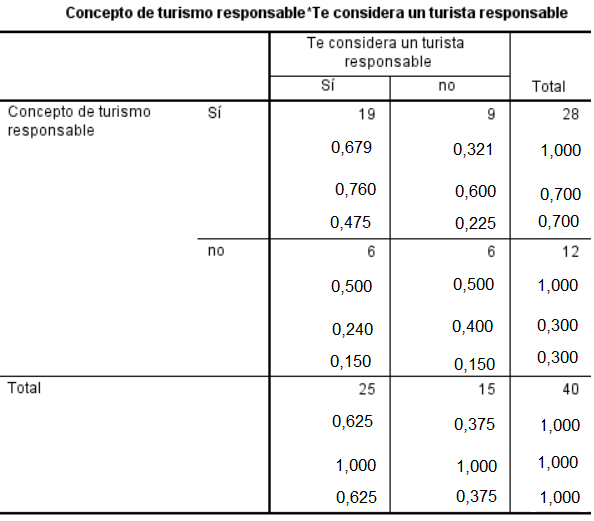 Concepto de turismo responsable*Te considera un turista responsable
Te considera un turista
responsable
Sí no Total
Concepto de turismo Sí 19 9 28
responsable
0,679 0,321 1,000
0,760 0,600 0,700
0,475 0,225 0,700
no 6 6 12
0,500 0,500 1,000
0,240 0,400 0,300
0,150 0,150 0,300
Total 25 15 40
0,625 0,375 1,000
1,000 1,000 1,000
0,625 0,375 1,000